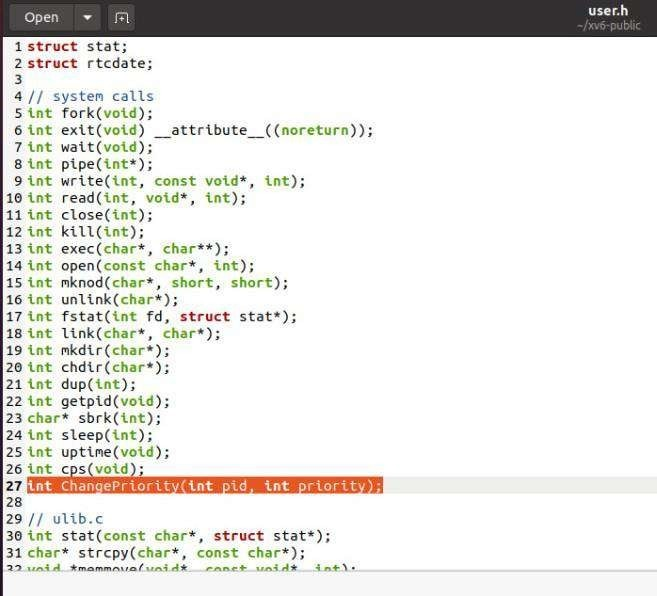 Open
user.h
~/xv6-public
1 struct stat;
2 struct rtcdate;
3
4 // system calls
5 int fork(void);
6 int exit(void) __attribute__((noreturn));
7 int wait(void);
8 int pipe(int*);
9 int write(int, const void*, int);
10 int read(int, void*, int);
11 int close(int);
12 int kill(int);
13 int exec(char*, char**);
14 int open(const char*, int);
15 int mknod(char*, short, short);
16 int unlink(char*);
17 int fstat(int fd, struct stat*);
18 int link(char*, char*);
19 int mkdir(char*);
20 int chdir(char*);
21 int dup(int);
22 int getpid(void);
23 char* sbrk(int);
24 int sleep(int);
25 int uptime(void);
26 int cps(void);
27 int ChangePriority(int pid, int priority);
28
29 // ulib.c
30 int stat(const char*, struct stat*);
31 char* strcpy(char*, const char*);
32 void *memmove(void*, const void*, int);